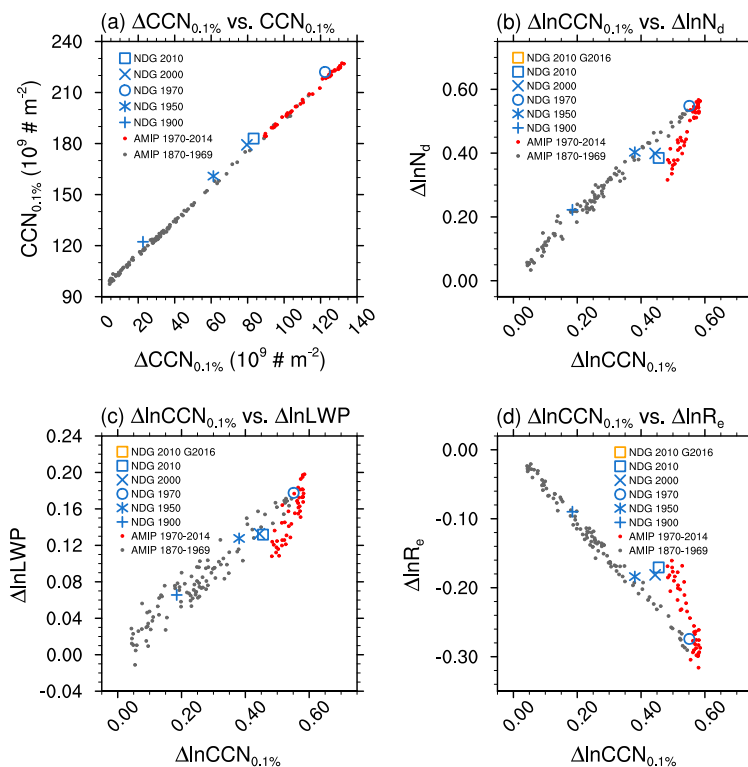 (a) ΔCCN0.1% vs. CCN0.1%
240
210
180
150
120
90
CCN0.1% (10^9 # m^-2)
NDG 2010
NDG 2000
NDG 1970
NDG 1950
NDG 1900
AMIP 1970-2014
AMIP 1870-1969
0 20 40 60 80 100 120 140
ΔCCN0.1% (10^9 # m^-2)
(b) ΔlnCCN0.1% vs. ΔlnNd
0.60
0.40
0.20
0.00
ΔlnNd
NDG 2010 G2016
NDG 2010
NDG 2000
NDG 1970
NDG 1950
NDG 1900
AMIP 1970-2014
AMIP 1870-1969
0.00 0.20 0.40 0.60
ΔlnCCN0.1%
(c) ΔlnCCN0.1% vs. ΔlnLWP
0.24
0.20
0.16
0.12
0.08
0.04
0.00
-0.04
ΔlnLWP
NDG 2010 G2016
NDG 2010
NDG 2000
NDG 1970
NDG 1950
NDG 1900
AMIP 1970-2014
AMIP 1870-1969
0.00 0.20 0.40 0.60
ΔlnCCN0.1%
(d) ΔlnCCN0.1% vs. ΔlnRe
-0.00
-0.10
-0.20
-0.30
ΔlnRe
NDG 2010 G2016
NDG 2010
NDG 2000
NDG 1970
NDG 1950
NDG 1900
AMIP 1970-2014
AMIP 1870-1969
0.00 0.20 0.40 0.60
ΔlnCCN0.1%